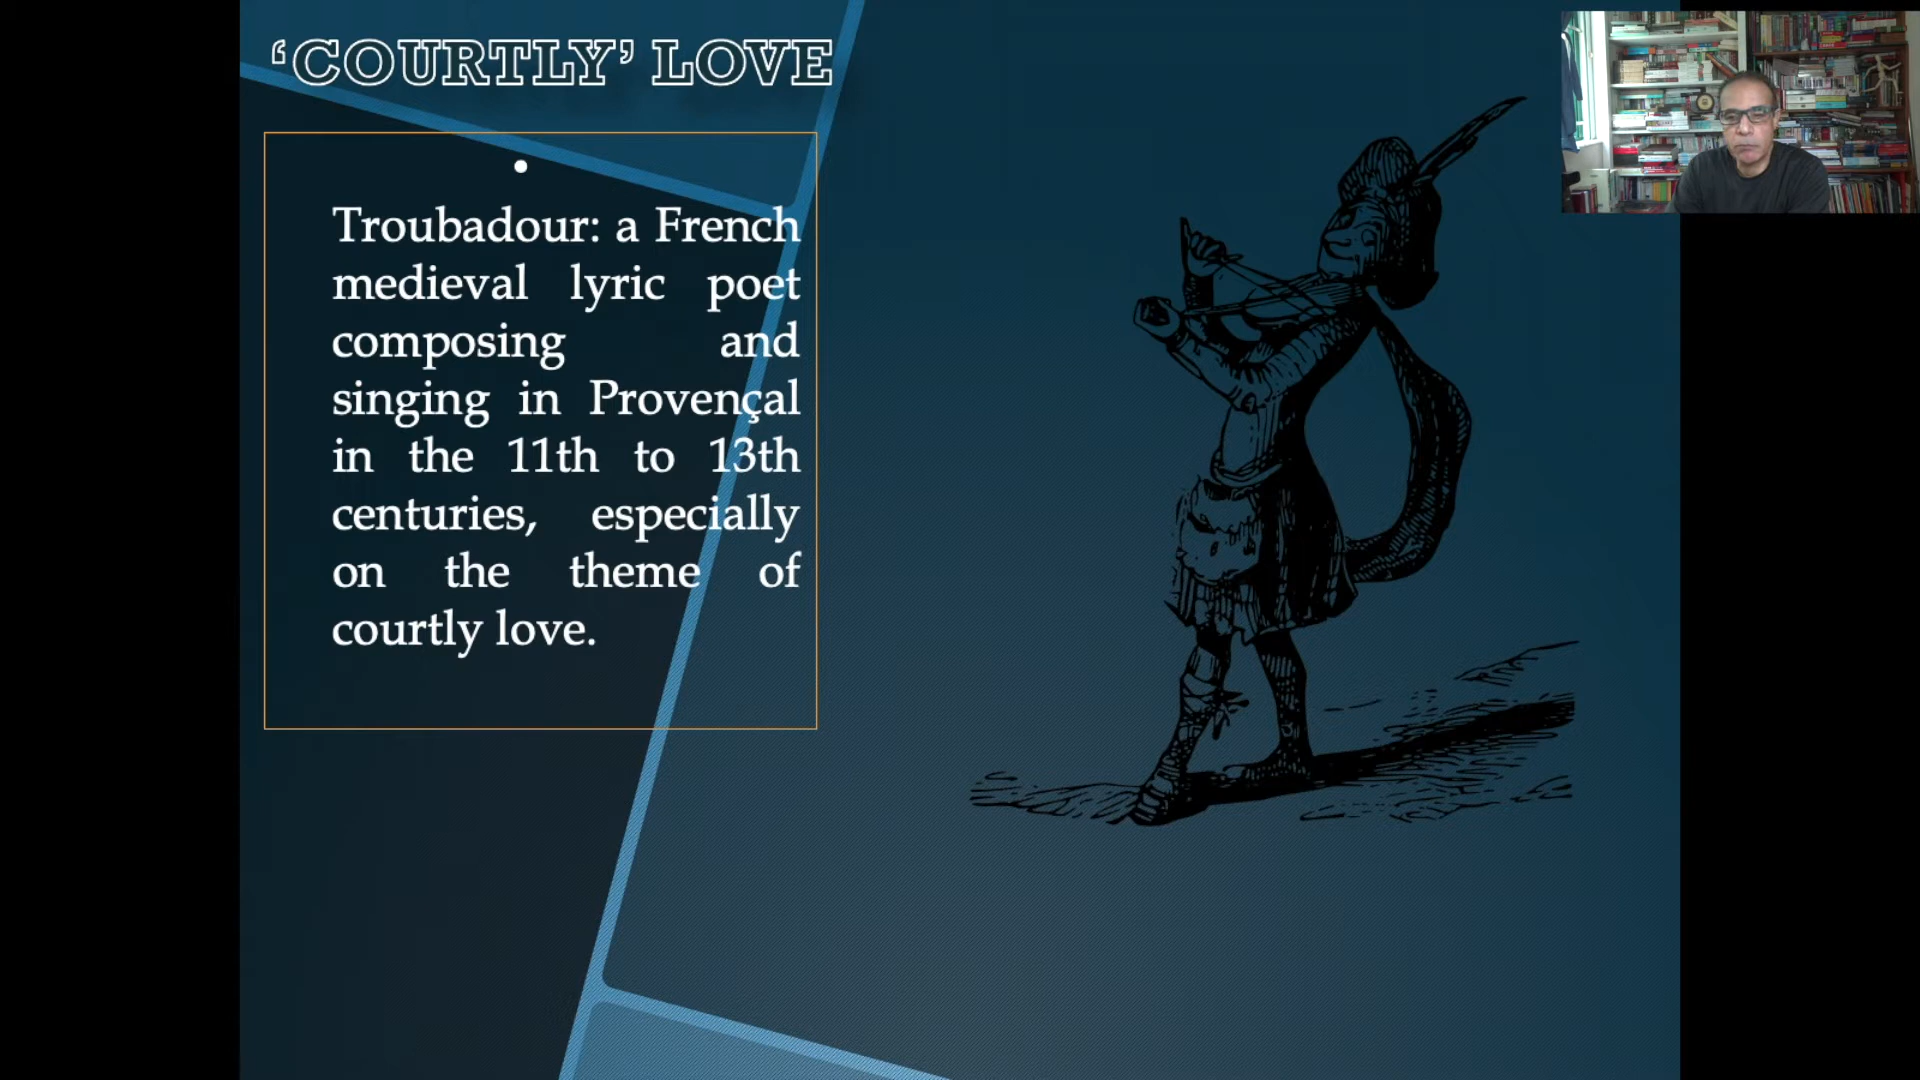 ‘COURTLY’ LOVE
•
Troubadour: a French
medieval lyric poet
composing and
singing in Provençal
in the 11th to 13th
centuries, especially
on the theme of
courtly love.